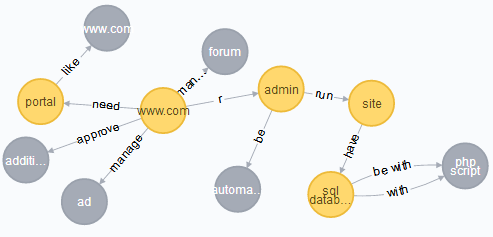 www.com
like
forum
man...
portal
need
www.com
r
admin
run
site
approve
manage
be
have
additi...
ad
automa...
sql
datab...
be with
with
php
script